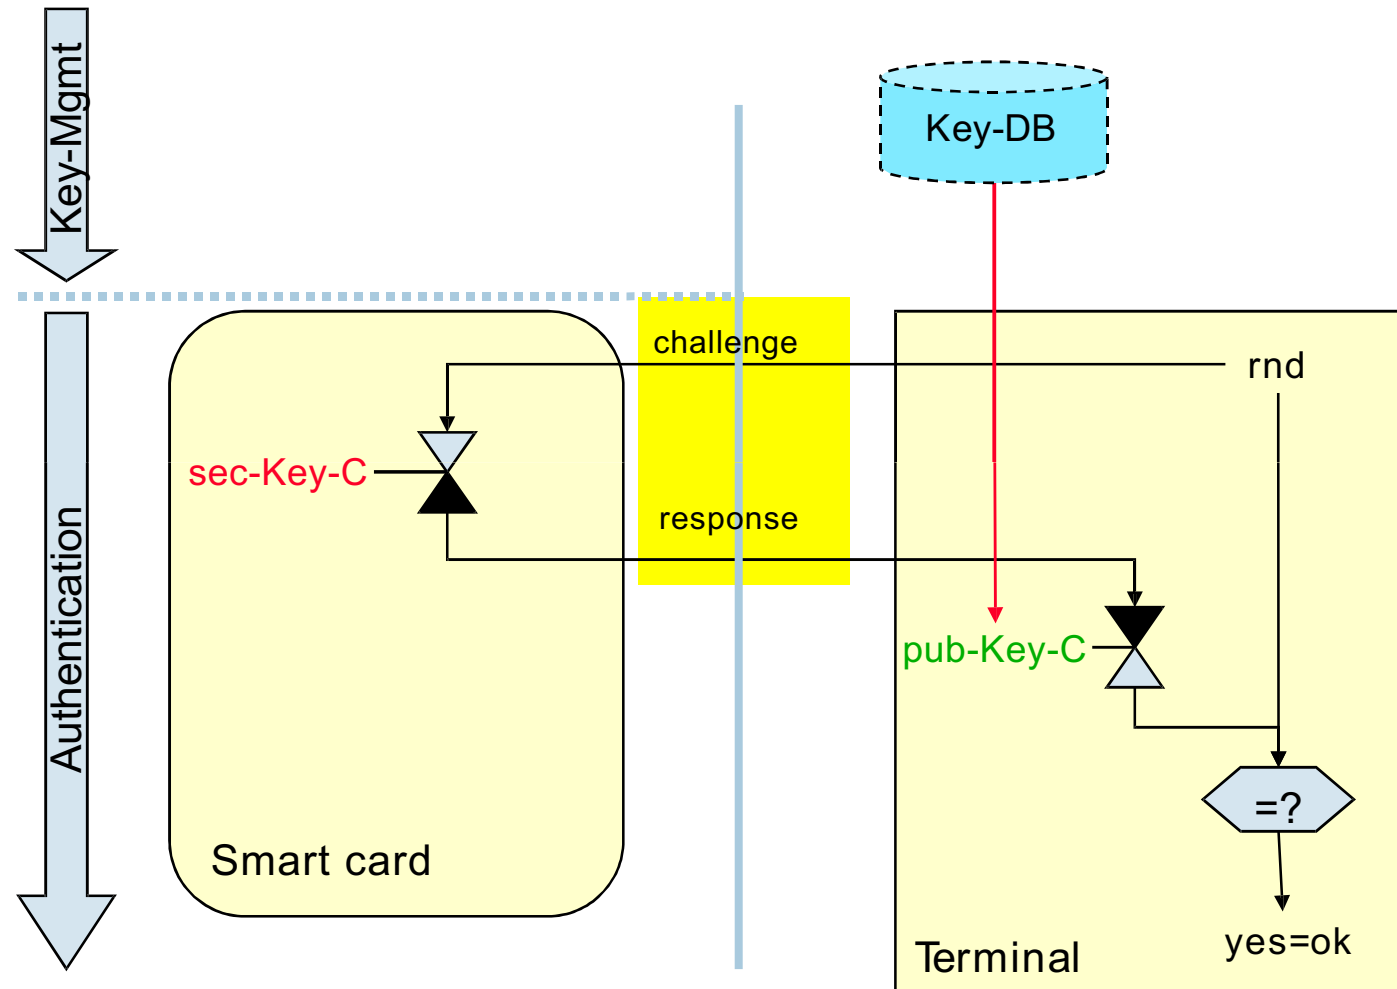 Key-Mgmt
Key-DB
challenge
rnd
sec-Key-C
response
pub-Key-C
Authentication
=?
Smart card
yes=ok
Terminal